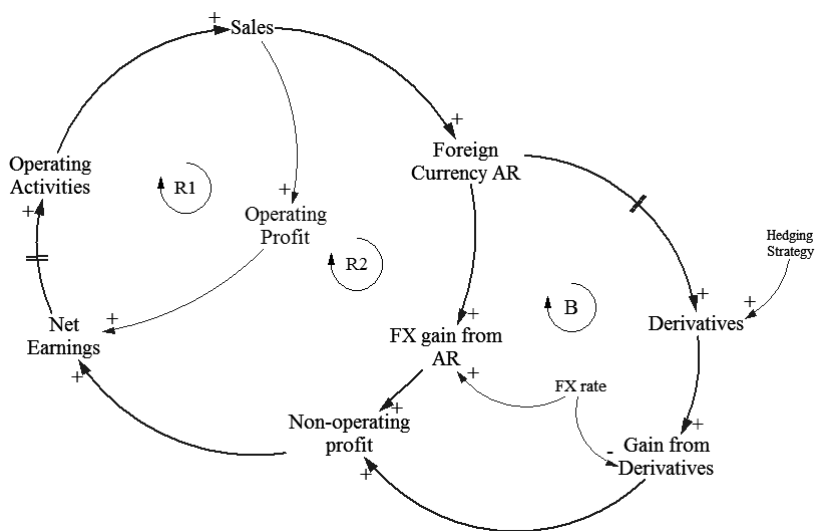 +
Sales
+
Foreign
Currency AR
Operating
Activities
+
R1
+
Operating
Profit
R2
Hedging
Strategy
+
+
Derivatives
B
+
Net
Earnings
+
+
FX gain from
AR
+
FX rate
+
Non-operating
profit
+
+
-
Gain from
Derivatives